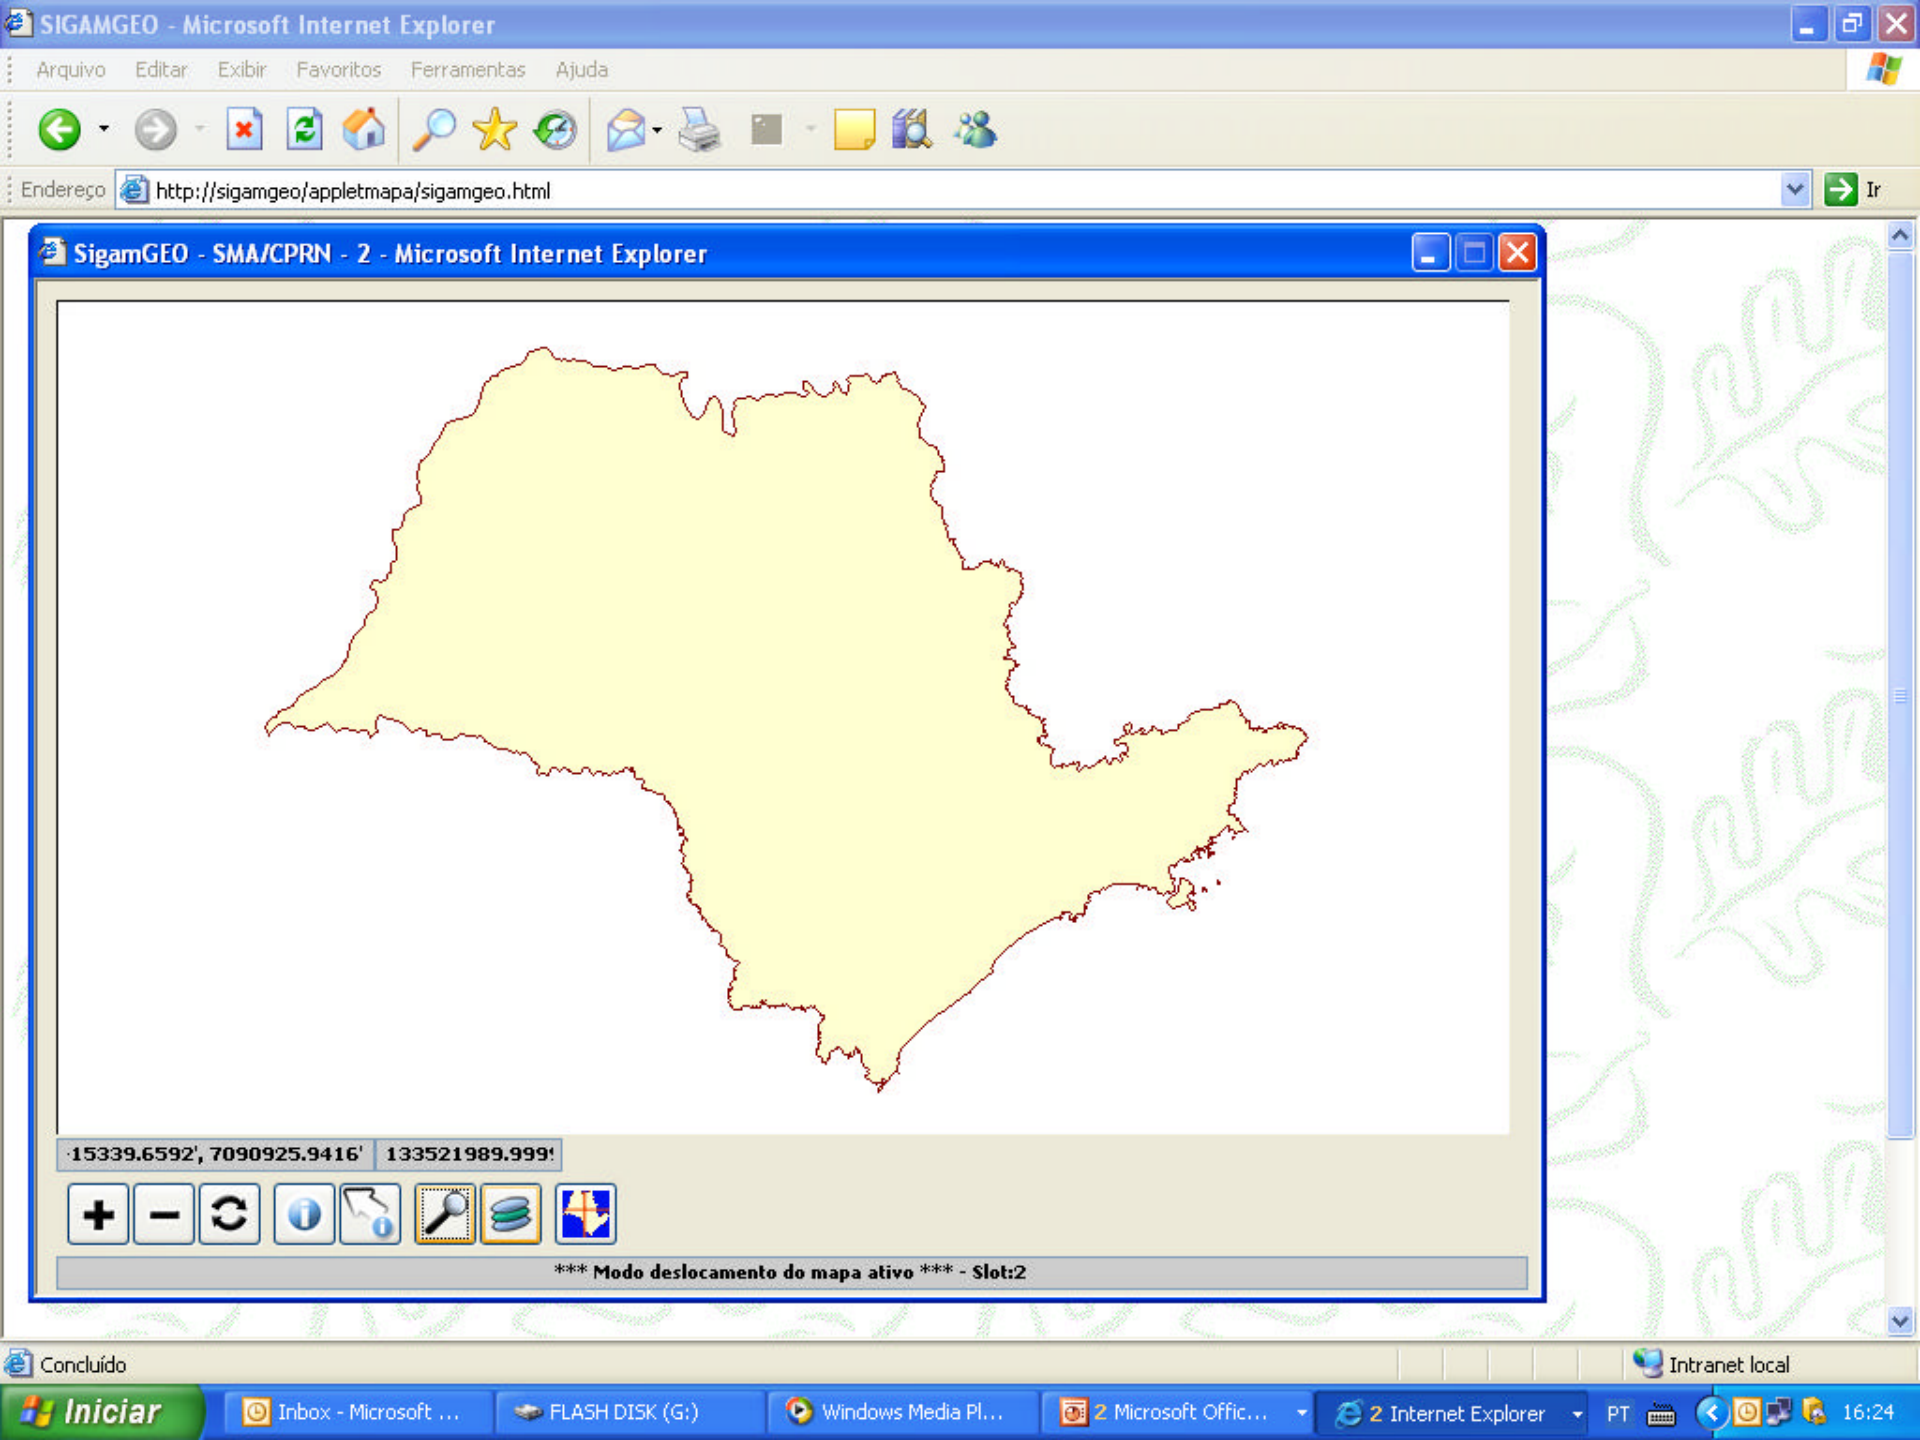 SIGAMGEO - Microsoft Internet Explorer
Arquivo Editar Exibir Favoritos Ferramentas Ajuda
Endereço http://sigamgeo/appletmapa/sigamgeo.html Ir
SigamGEO - SMA/CPRN - 2 - Microsoft Internet Explorer
15339.6592', 7090925.9416' 133521989.999
*** Modo deslocamento do mapa ativo *** - Slot:2
Concluído Intranet local
Iniciar Inbox - Microsoft ... FLASH DISK (G:) Windows Media Pl... 2 Microsoft Offic... 2 Internet Explorer PT 16:24